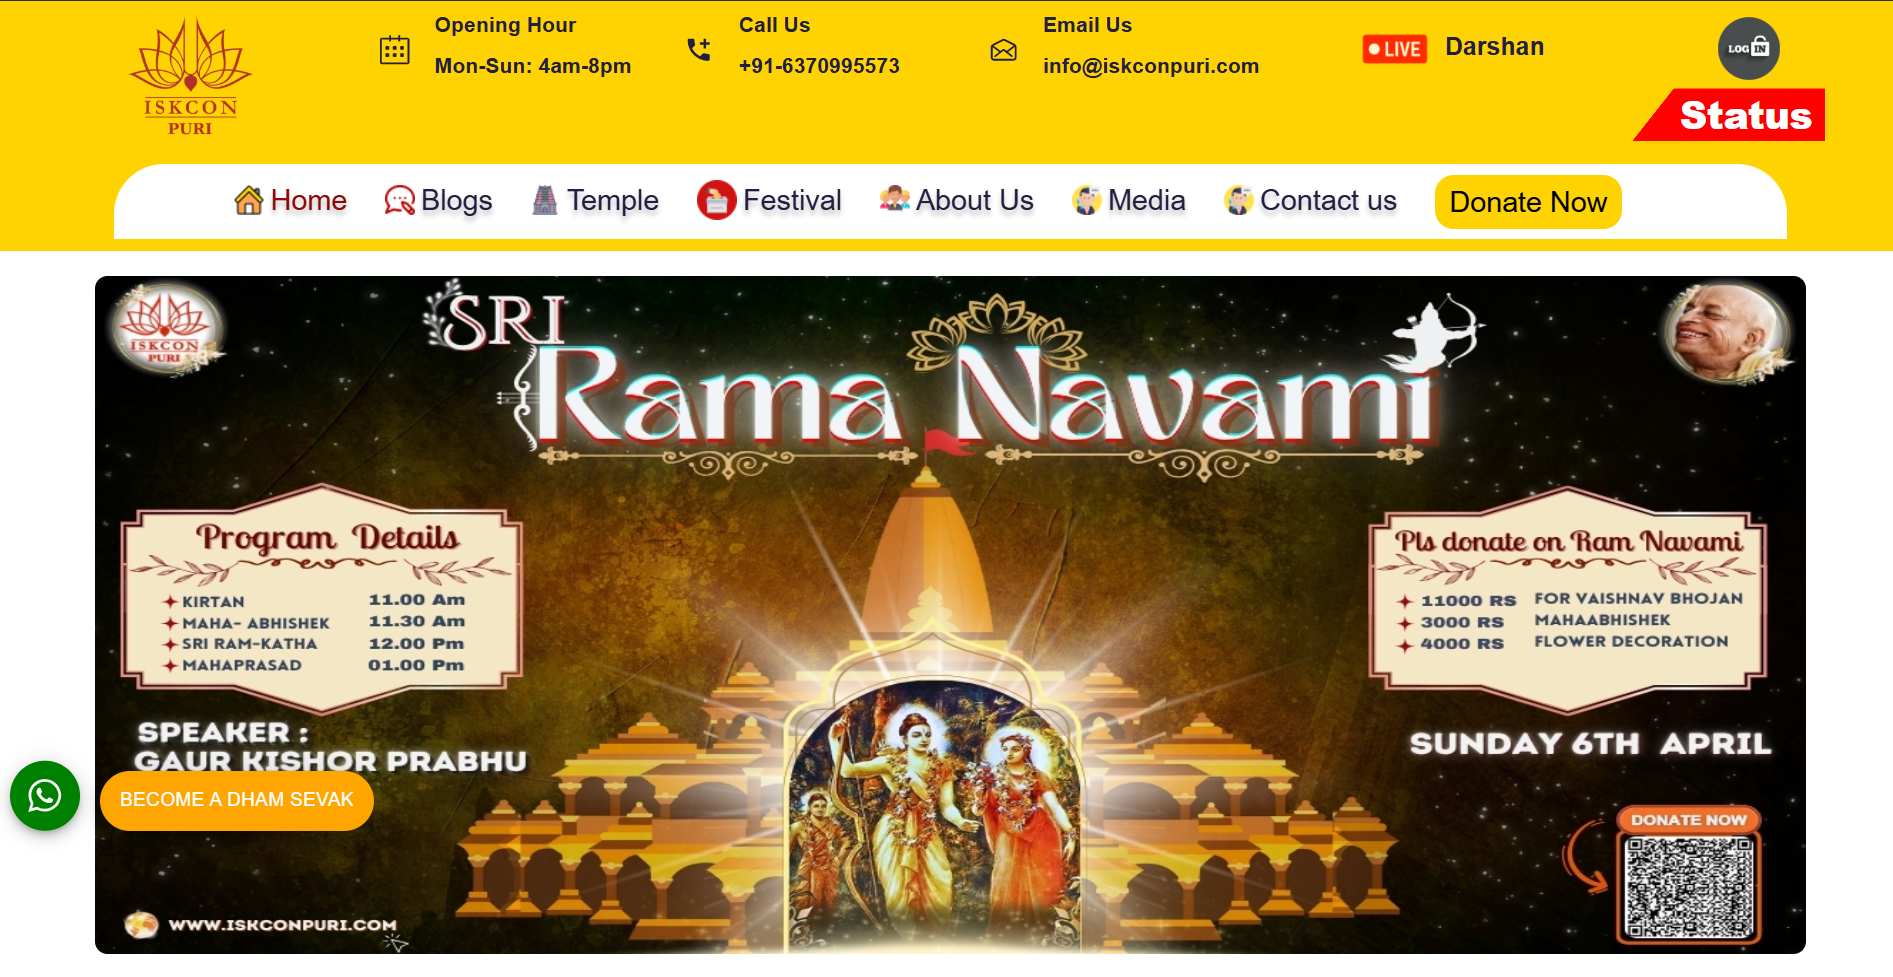 ISKCON
PURI
Opening Hour
Mon-Sun: 4am-8pm
Call Us
+91-6370995573
Email Us
info@iskconpuri.com
LIVE
Darshan
LOG IN
Status
Home
Blogs
Temple
Festival
About Us
Media
Contact us
Donate Now
ISKCON
PURI
SRI
Rama Navami
Program Details
KIRTAN 11.00 Am
MAHA- ABHISHEK 11.30 Am
SRI RAM-KATHA 12.00 Pm
MAHAPRASAD 01.00 Pm
SPEAKER :
GAUR KISHOR PRABHU
BECOME A DHAM SEVAK
WWW.ISKCONPURI.COM
Pls donate on Ram Navami
11000 RS FOR VAISHNAV BHOJAN
3000 RS MAHAABHISHEK
4000 RS FLOWER DECORATION
SUNDAY 6TH APRIL
DONATE NOW